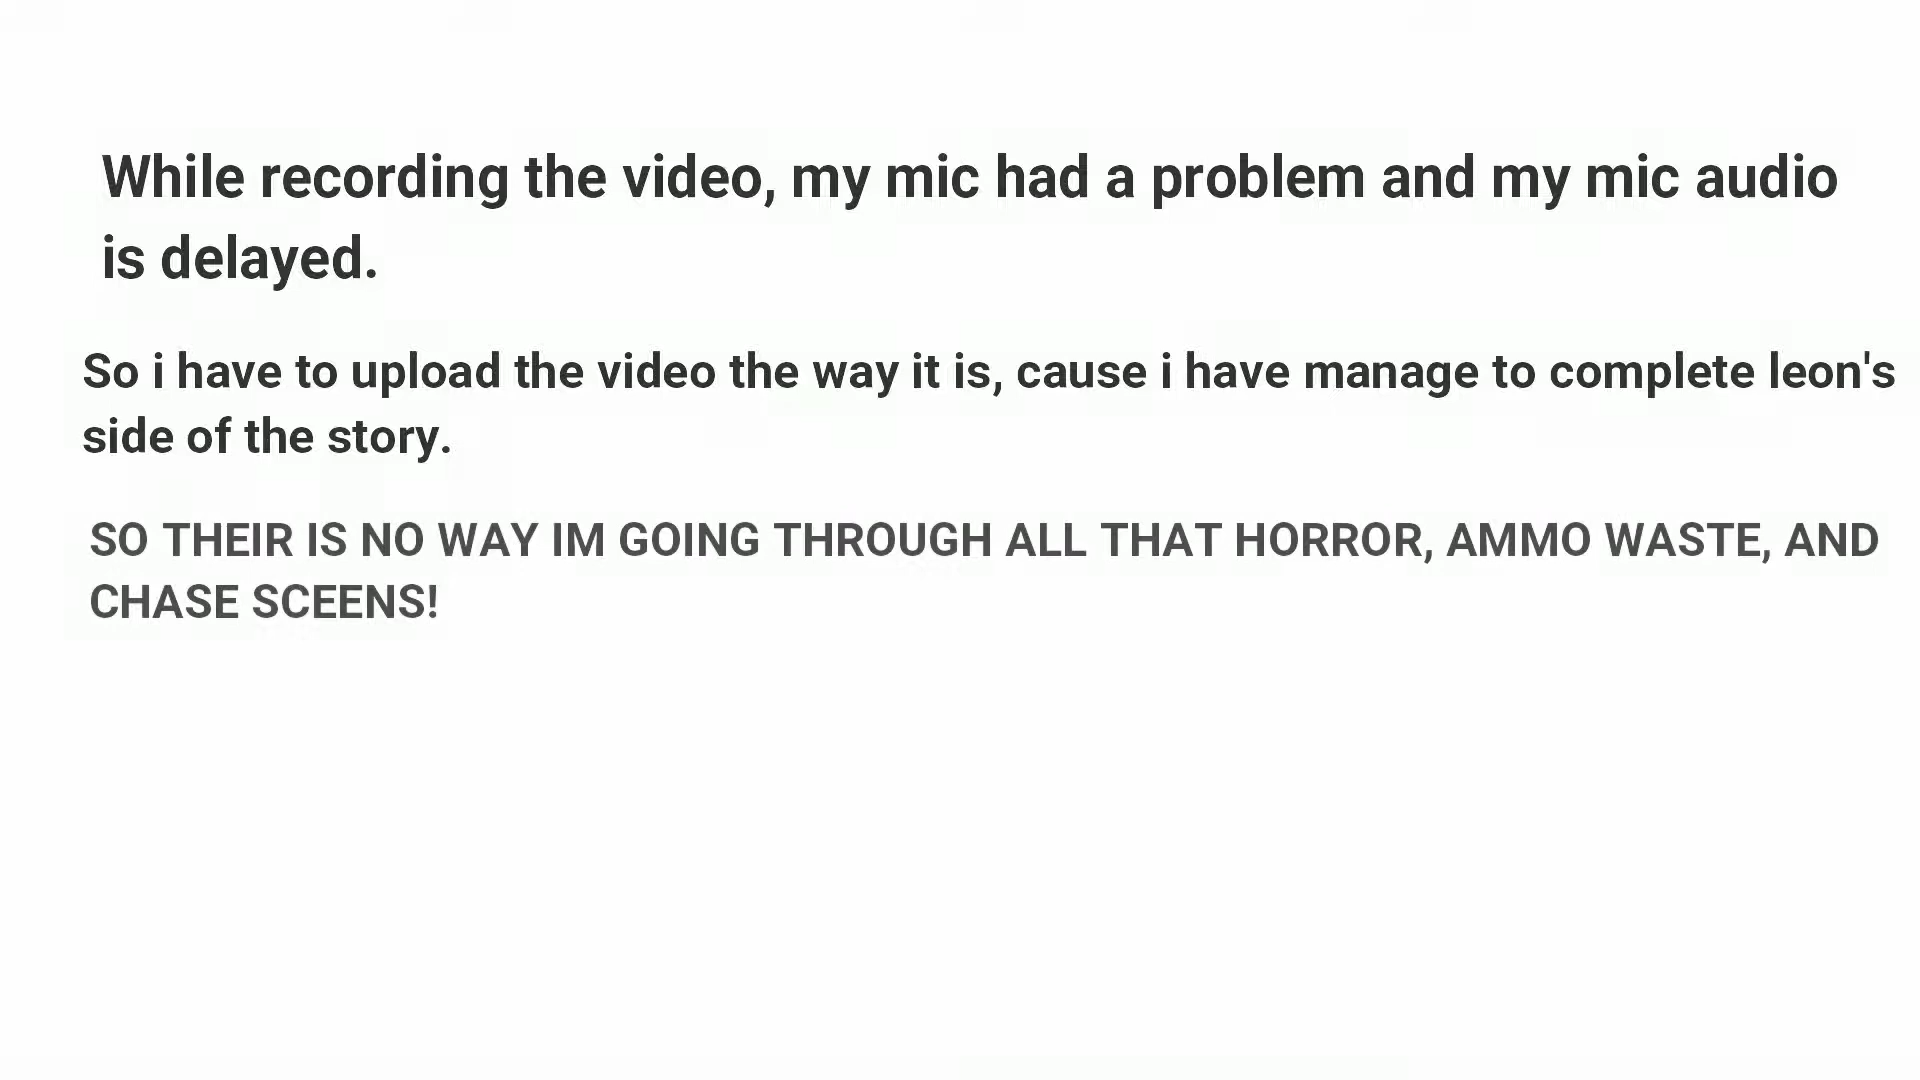 While recording the video, my mic had a problem and my mic audio
is delayed.
So i have to upload the video the way it is, cause i have manage to complete leon's
side of the story.
SO THEIR IS NO WAY IM GOING THROUGH ALL THAT HORROR, AMMO WASTE, AND
CHASE SCEENS!